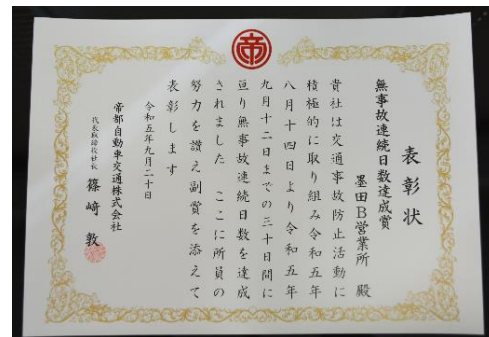 帝
表彰状
無事故連続日数達成賞
墨田B営業所 殿
貴社は交通事故防止活動に
積極的に取り組み令和五年
八月十四日より令和五年
九月十二日までの三十日間に
亘り無事故連続日数を達成
されました ここに所員の
努力を讃え副賞を添えて
表彰します
令和五年九月二十日
帝都自動車交通株式会社
代表取締役社長 篠崎 敦